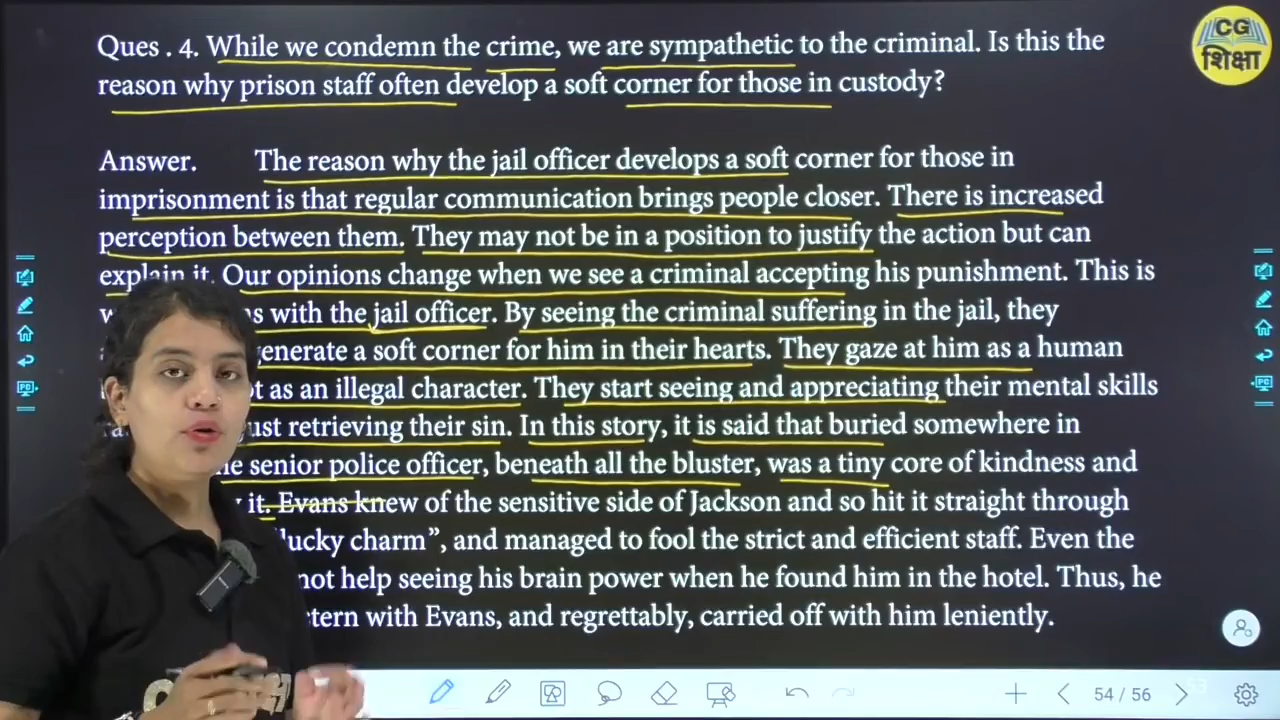 Ques . 4. While we condemn the crime, we are sympathetic to the criminal. Is this the
reason why prison staff often develop a soft corner for those in custody?
CG
शिक्षा
Answer. The reason why the jail officer develops a soft corner for those in
imprisonment is that regular communication brings people closer. There is increased
perception between them. They may not be in a position to justify the action but can
explain it. Our opinions change when we see a criminal accepting his punishment. This is
with the jail officer. By seeing the criminal suffering in the jail, they
generate a soft corner for him in their hearts. They gaze at him as a human
as an illegal character. They start seeing and appreciating their mental skills
retrieving their sin. In this story, it is said that buried somewhere in
senior police officer, beneath all the bluster, was a tiny core of kindness and
it. Evans knew of the sensitive side of Jackson and so hit it straight through
lucky charm”, and managed to fool the strict and efficient staff. Even the
not help seeing his brain power when he found him in the hotel. Thus, he
with Evans, and regrettably, carried off with him leniently.
54 / 56